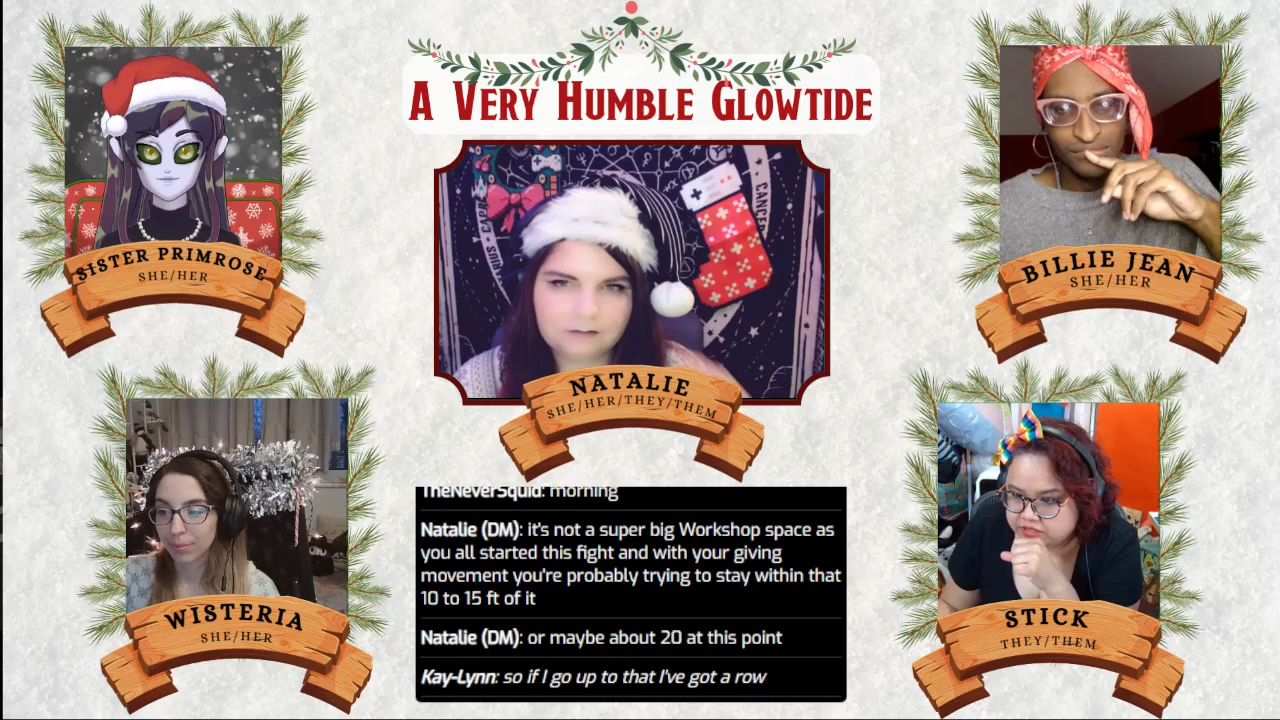 A Very Humble Glowtide
SISTER PRIMROSE
SHE/HER
BILLIE JEAN
SHE/HER
CANCER
NATALIE
SHE/HER/THEY/THEM
WISTERIA
SHE/HER
STICK
THEY/THEM
TheNeverSquid: morning
Natalie (DM): it's not a super big Workshop space as
you all started this fight and with your giving
movement you're probably trying to stay within that
10 to 15 ft of it
Natalie (DM): or maybe about 20 at this point
Kay-Lynn: so if I go up to that I've got a row